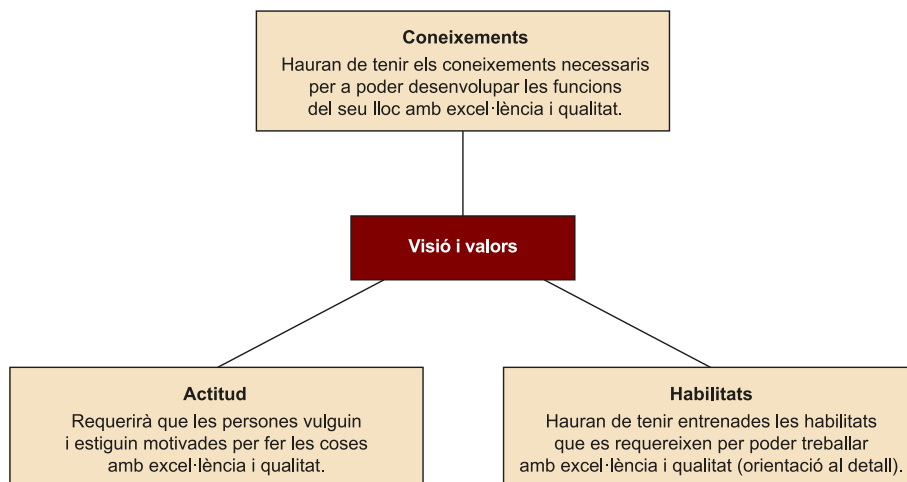 Coneixements
Hauran de tenir els coneixements necessaris
per a poder desenvolupar les funcions
del seu lloc amb excel·lència i qualitat.
Visió i valors
Actitud
Requerirà que les persones vulguin
i estiguin motivades per fer les coses
amb excel·lència i qualitat.
Habilitats
Hauran de tenir entrenades les habilitats
que es requereixen per poder treballar
amb excel·lència i qualitat (orientació al detall).